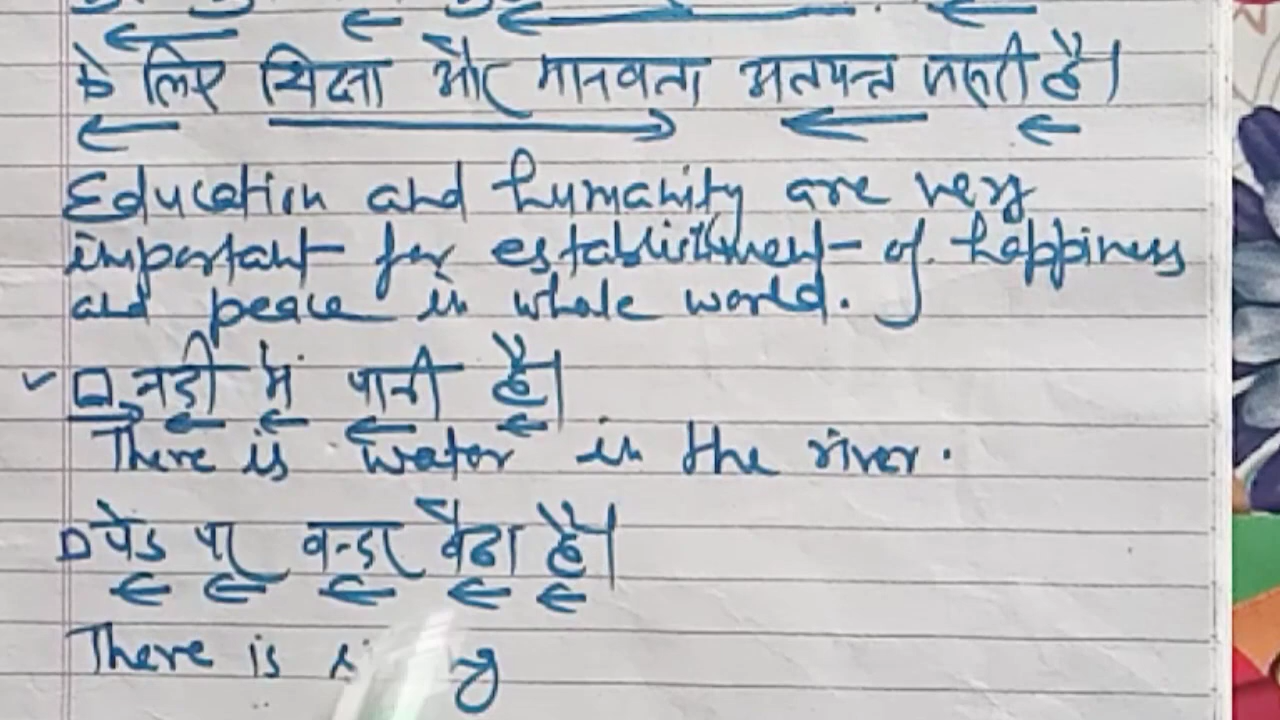 के लिए शिक्षा और मानवता अत्यन्त जरूरी है।
Education and humanity are very
important for establishment of happiness
and peace in whole world.
नदी में पानी है।
There is water in the river.
पेड पर बन्दर बैठा है।
There is